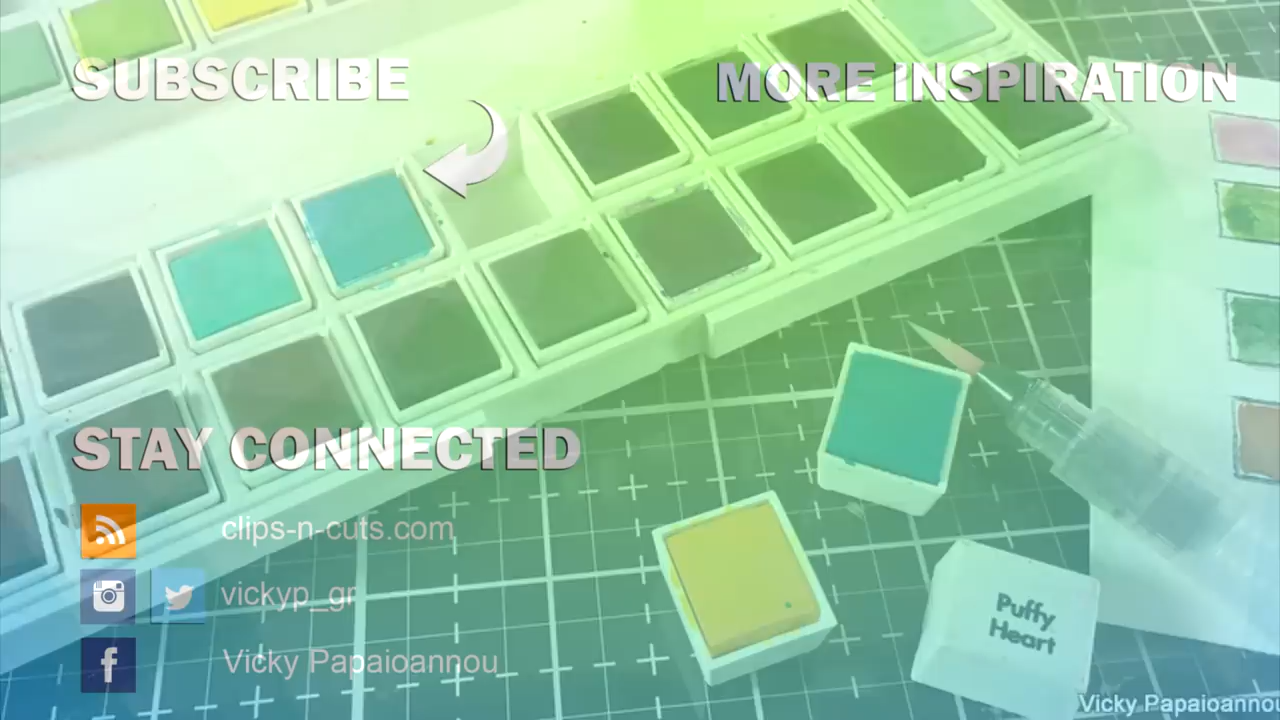 SUBSCRIBE
MORE INSPIRATION
STAY CONNECTED
clips-n-cuts.com
vickyp_gr
Vicky Papaioannou
Puffy
Heart
Vicky Papaioannou